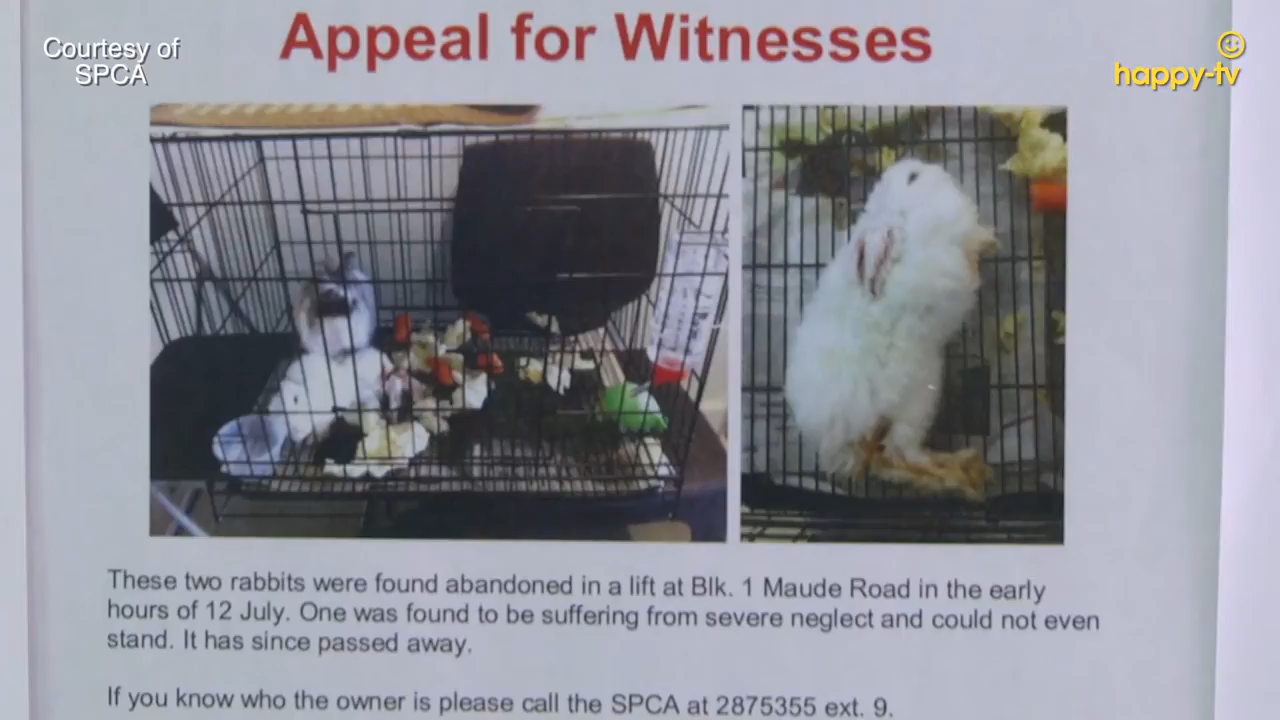 Courtesy of
SPCA
happy-tv
Appeal for Witnesses
These two rabbits were found abandoned in a lift at Blk. 1 Maude Road in the early
hours of 12 July. One was found to be suffering from severe neglect and could not even
stand. It has since passed away.
If you know who the owner is please call the SPCA at 2875355 ext. 9.